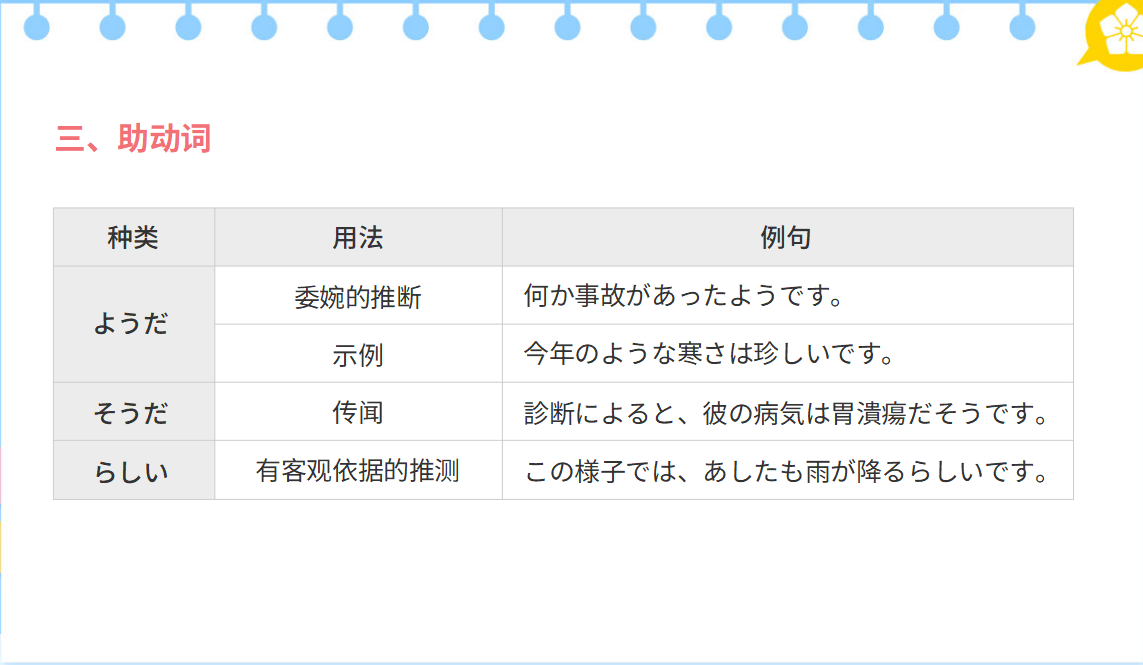 三、助动词
种类 用法 例句
ようだ 委婉的推断 何か事故があったようです。
示例 今年のような寒さは珍しいです。
そうだ 传闻 診断によると、彼の病気は胃潰瘍だそうです。
らしい 有客观依据的推测 この様子では、あしたも雨が降るらしいです。